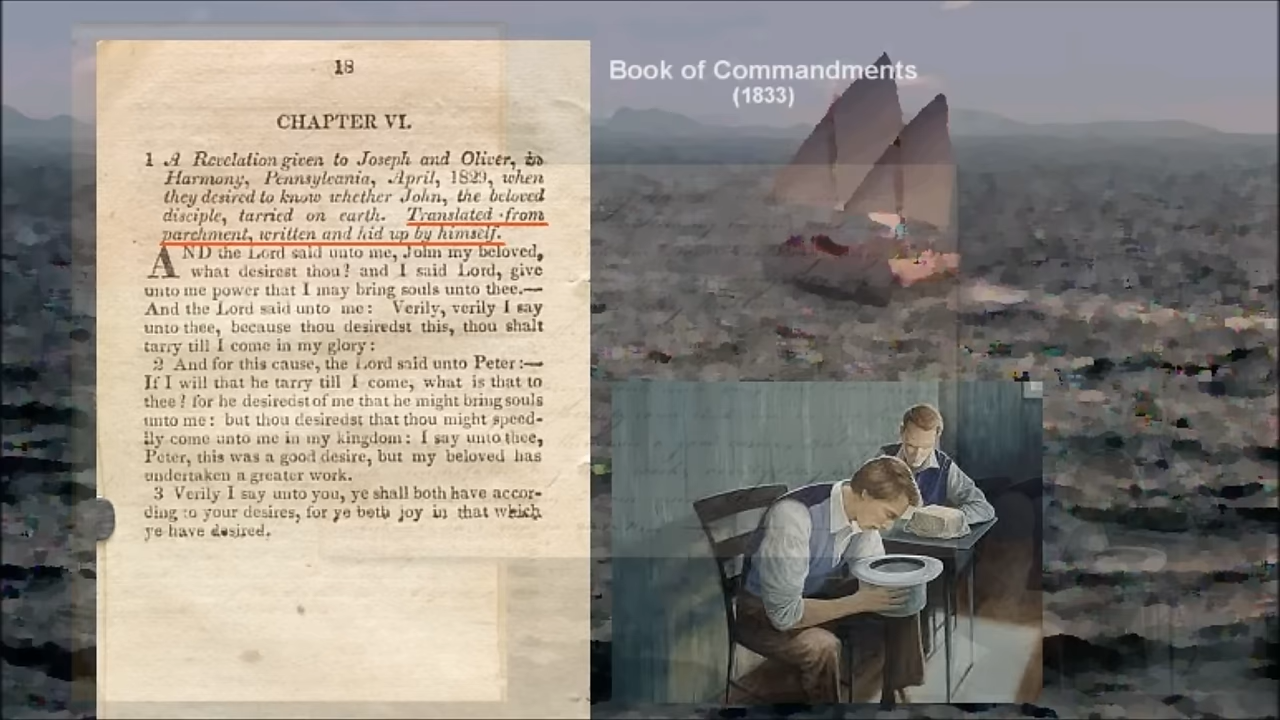 18
CHAPTER VI.
1 A Revelation given to Joseph and Oliver, in
Harmony, Pennsylvania, April, 1829, when
they desired to know whether John, the beloved
disciple, tarried on earth. Translated from
parchment, written and hid up by himself.
AND the Lord said unto me, John my beloved,
what desirest thou? and I said Lord, give
unto me power that I may bring souls unto thee.—
And the Lord said unto me: Verily, verily I say
unto thee, because thou desiredst this, thou shalt
tarry till I come in my glory:
2 And for this cause, the Lord said unto Peter:—
If I will that he tarry till I come, what is that to
thee? for he desiredst of me that he might bring souls
unto me: but thou desiredst that thou might speed-
ily come unto me in my kingdom: I say unto thee,
Peter, this was a good desire, but my beloved has
undertaken a greater work.
3 Verily I say unto you, ye shall both have accor-
ding to your desires, for ye both joy in that which
ye have desired.
Book of Commandments
(1833)